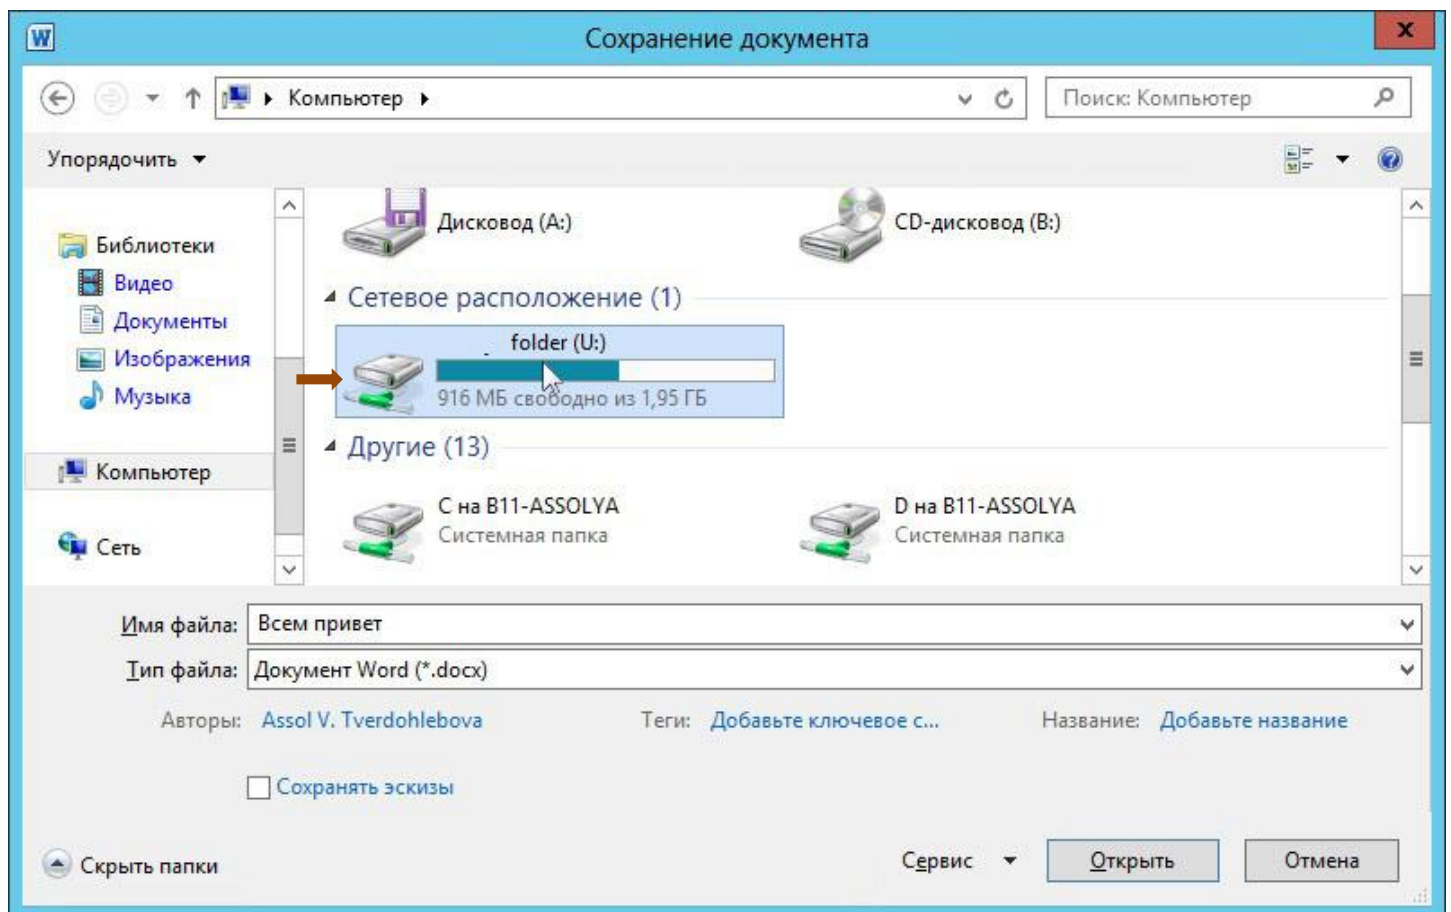 Сохранение документа
Компьютер
Поиск: Компьютер
Упорядочить
Библиотеки
Видео
Документы
Изображения
Музыка
Компьютер
Сеть
Дисковод (A:)
CD-дисковод (B:)
Сетевое расположение (1)
folder (U:)
916 МБ свободно из 1,95 ГБ
Другие (13)
C на B11-ASSOLYA
Системная папка
D на B11-ASSOLYA
Системная папка
Имя файла: Всем привет
Тип файла: Документ Word (*.docx)
Авторы: Assol V. Tverdohlebova Теги: Добавьте ключевое с... Название: Добавьте название
Сохранять эскизы
Скрыть папки Сервис Открыть Отмена